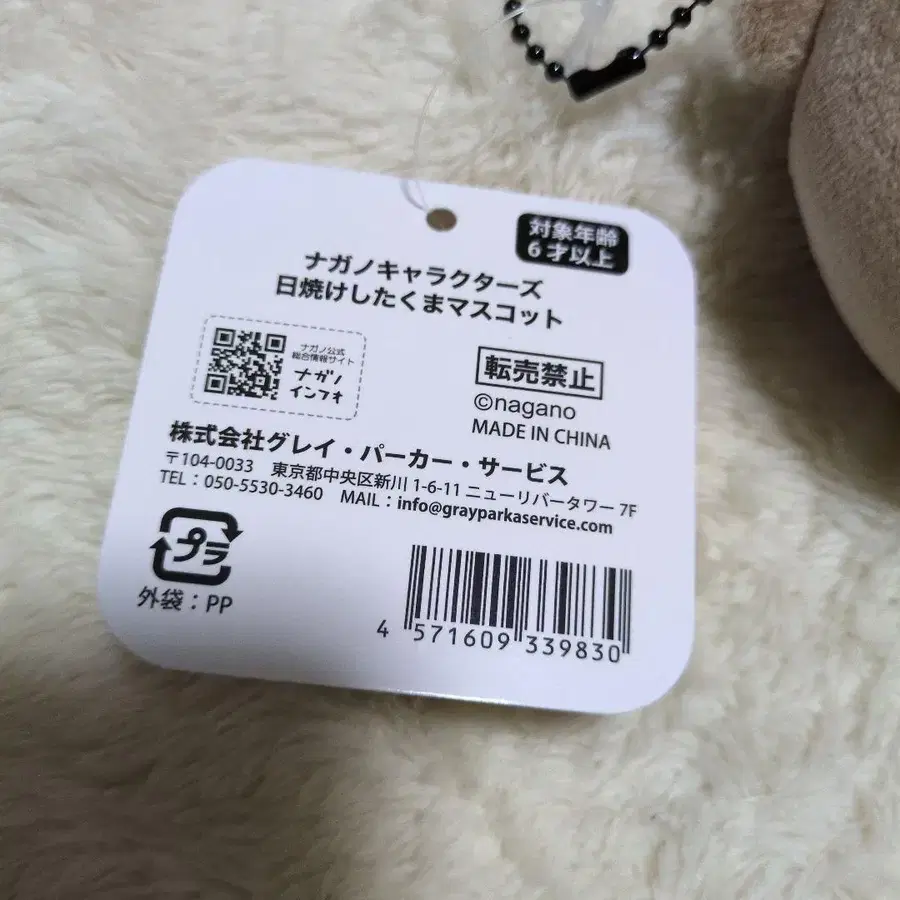 対象年齢
6才以上
ナガノキャラクターズ
日焼けしたくまマスコット
ナガノ公式
総合情報サイト
ナガノ
インフォ
転売禁止
©nagano
MADE IN CHINA
株式会社グレイ・パーカー・サービス
〒104-0033 東京都中央区新川 1-6-11 ニューリバータワー 7F
TEL：050-5530-3460 MAIL：info@grayparkaservice.com
プラ
外袋：PP
4 571609 339830